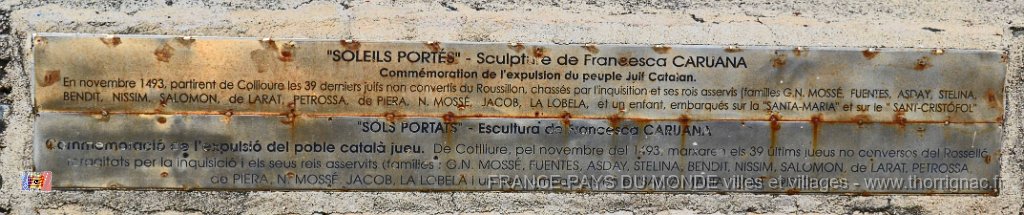 "SOLEILS PORTÉS" - Sculpture de Francesca CARUANA
Commémoration de l'expulsion du peuple Juif Catalan.
En novembre 1493, partirent de Collioure les 39 derniers juifs non convertis du Roussillon, chassés par l'inquisition et ses rois asservis (familles G.N. MOSSÉ, FUENTES, ASDAY, STELINA,
BENDIT, NISSIM, SALOMON, de LARAT, PETROSSA, de PIERA, N. MOSSÉ, JACOB, LA LOBELA, et un enfant, embarqués sur la "SANTA-MARIA" et sur le "SANT-CRISTÓFOL"
"SOLS PORTATS" - Escultura de Francesca CARUANA
Commemoració de l'expulsió del poble català jueu. De Cotlliure, pel novembre del 1493, marxaren els 39 últims jueus no conversos del Rosselló,
foragitats per la inquisició i els seus reis asservits (famílies : G.N. MOSSÉ, FUENTES, ASDAY, STELINA, BENDIT, NISSIM, SALOMON, de LARAT, PETROSSA,
de PIERA, N. MOSSÉ, JACOB, LA LOBELA i un
FRANCE-PAYS DU MONDE villes et villages - www.thorrignac.fr